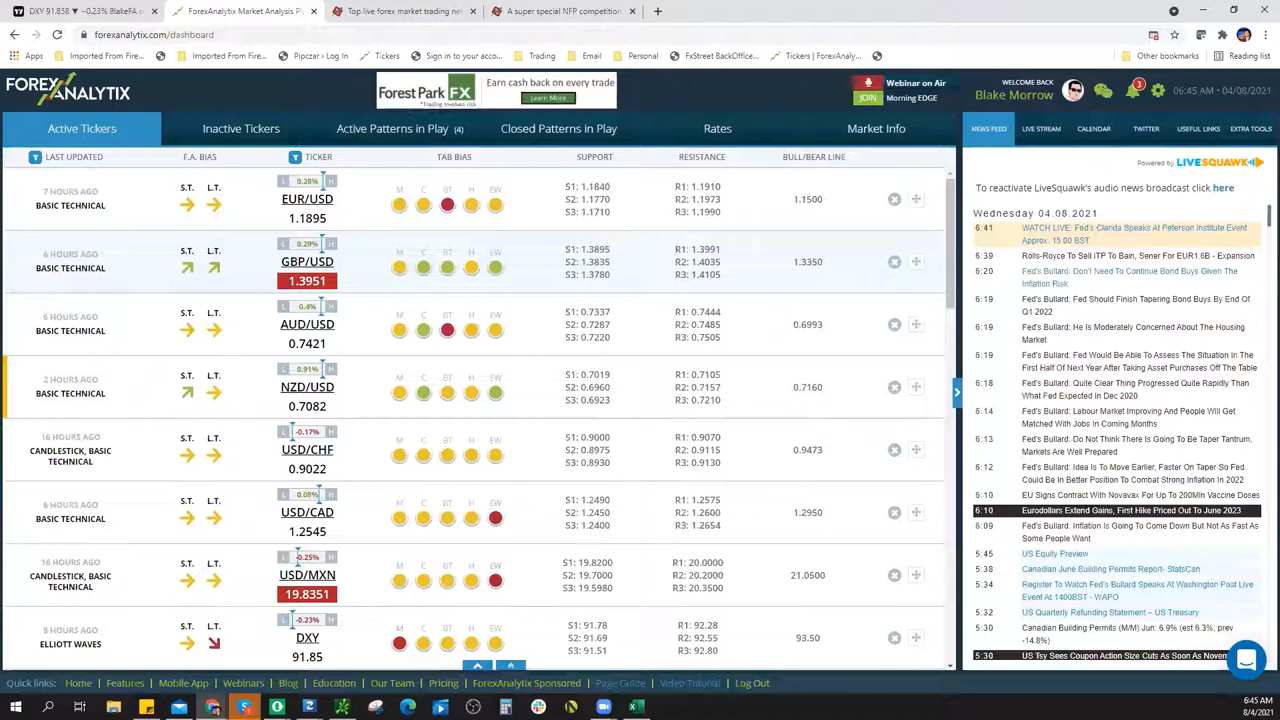 DXY 91.858 ▼ −0.23% BlakeFA
ForexAnalytix Market Analysis Pl
Top live forex market trading net
A super special NFP competition
forexanalytix.com/dashboard
Apps
Imported From Fire...
Imported From Fire...
Pipczar › Log In
Tickers
Sign in to your acco...
Trading
Email
Personal
FxStreet BackOffice...
Tickers | ForexAnaly...
Other bookmarks
Reading list
FOREX ANALYTIX
Forest Park FX
*Trading involves risk
Earn cash back on every trade
Learn More
Webinar on Air
JOIN Morning EDGE
WELCOME BACK
Blake Morrow
3
06:45 AM | 04/08/2021
Active Tickers
Inactive Tickers
Active Patterns in Play (4)
Closed Patterns in Play
Rates
Market Info
LAST UPDATED F.A. BIAS TICKER TAB BIAS SUPPORT RESISTANCE BULL/BEAR LINE
7 HOURS AGO
BASIC TECHNICAL
S.T. L.T.
L 0.28% H
EUR/USD
1.1895
M C BT H EW
S1: 1.1840
S2: 1.1770
S3: 1.1710
R1: 1.1910
R2: 1.1973
R3: 1.1990
1.1500
6 HOURS AGO
BASIC TECHNICAL
S.T. L.T.
L 0.29% H
GBP/USD
1.3951
M C BT H EW
S1: 1.3895
S2: 1.3835
S3: 1.3780
R1: 1.3991
R2: 1.4035
R3: 1.4105
1.3350
6 HOURS AGO
BASIC TECHNICAL
S.T. L.T.
L 0.4% H
AUD/USD
0.7421
M C BT H EW
S1: 0.7337
S2: 0.7287
S3: 0.7220
R1: 0.7444
R2: 0.7485
R3: 0.7505
0.6993
2 HOURS AGO
BASIC TECHNICAL
S.T. L.T.
L 0.91% H
NZD/USD
0.7082
M C BT H EW
S1: 0.7019
S2: 0.6960
S3: 0.6923
R1: 0.7105
R2: 0.7157
R3: 0.7210
0.7160
16 HOURS AGO
CANDLESTICK, BASIC
TECHNICAL
S.T. L.T.
L -0.17% H
USD/CHF
0.9022
M C BT H EW
S1: 0.9000
S2: 0.8975
S3: 0.8930
R1: 0.9070
R2: 0.9115
R3: 0.9130
0.9473
6 HOURS AGO
BASIC TECHNICAL
S.T. L.T.
L 0.08% H
USD/CAD
1.2545
M C BT H EW
S1: 1.2490
S2: 1.2450
S3: 1.2400
R1: 1.2575
R2: 1.2600
R3: 1.2654
1.2950
16 HOURS AGO
CANDLESTICK, BASIC
TECHNICAL
S.T. L.T.
L -0.25% H
USD/MXN
19.8351
M C BT H EW
S1: 19.8200
S2: 19.7000
S3: 19.5980
R1: 20.0000
R2: 20.2000
R3: 20.3500
21.0500
8 HOURS AGO
ELLIOTT WAVES
S.T. L.T.
L -0.23% H
DXY
91.85
M C BT H EW
S1: 91.78
S2: 91.69
S3: 91.51
R1: 92.28
R2: 92.55
R3: 92.80
93.50
NEWS FEED
LIVE STREAM
CALENDAR
TWITTER
USEFUL LINKS
EXTRA TOOLS
Powered by LIVESQUAWK
To reactivate LiveSquawk's audio news broadcast click here
Wednesday 04.08.2021
6:41 WATCH LIVE: Fed's Clarida Speaks At Peterson Institute Event
Approx. 15:00 BST
6:39 Rolls-Royce To Sell ITP To Bain, Sener For EUR1.6B - Expansion
6:20 Fed's Bullard: Don't Need To Continue Bond Buys Given The
Inflation Risk
6:19 Fed's Bullard: Fed Should Finish Tapering Bond Buys By End Of
Q1 2022
6:19 Fed's Bullard: He Is Moderately Concerned About The Housing
Market
6:19 Fed's Bullard: Fed Would Be Able To Assess The Situation In The
First Half Of Next Year After Taking Asset Purchases Off The Table
6:18 Fed's Bullard: Quite Clear Thing Progressed Quite Rapidly Than
What Fed Expected in Dec 2020
6:14 Fed's Bullard: Labour Market Improving And People Will Get
Matched With Jobs In Coming Months
6:13 Fed's Bullard: Do Not Think There Is Going To Be Taper Tantrum,
Markets Are Well Prepared
6:12 Fed's Bullard: Idea Is To Move Earlier, Faster On Taper So Fed
Could Be In Better Position To Combat Strong Inflation In 2022
6:10 EU Signs Contract With Novavax For Up To 200Mln Vaccine Doses
6:10 Eurodollars Extend Gains, First Hike Priced Out To June 2023
6:09 Fed's Bullard: Inflation Is Going To Come Down But Not As Fast As
Some People Want
5:45 US Equity Preview
5:38 Canadian June Building Permits Report- StatsCan
5:34 Register To Watch Fed's Bullard Speaks At Washington Post Live
Event At 1400BST - WAPO
5:32 US Quarterly Refunding Statement – US Treasury
5:30 Canadian Building Permits (M/M) Jun: 6.9% (est 6.3%; prev
-14.8%)
5:30 US Tsy Sees Coupon Action Size Cuts As Soon As Novem
Quick links: Home Features Mobile App Webinars Blog Education Our Team Pricing ForexAnalytix Sponsored Page Guide Video Tutorial Log Out
6:45 AM
8/4/2021